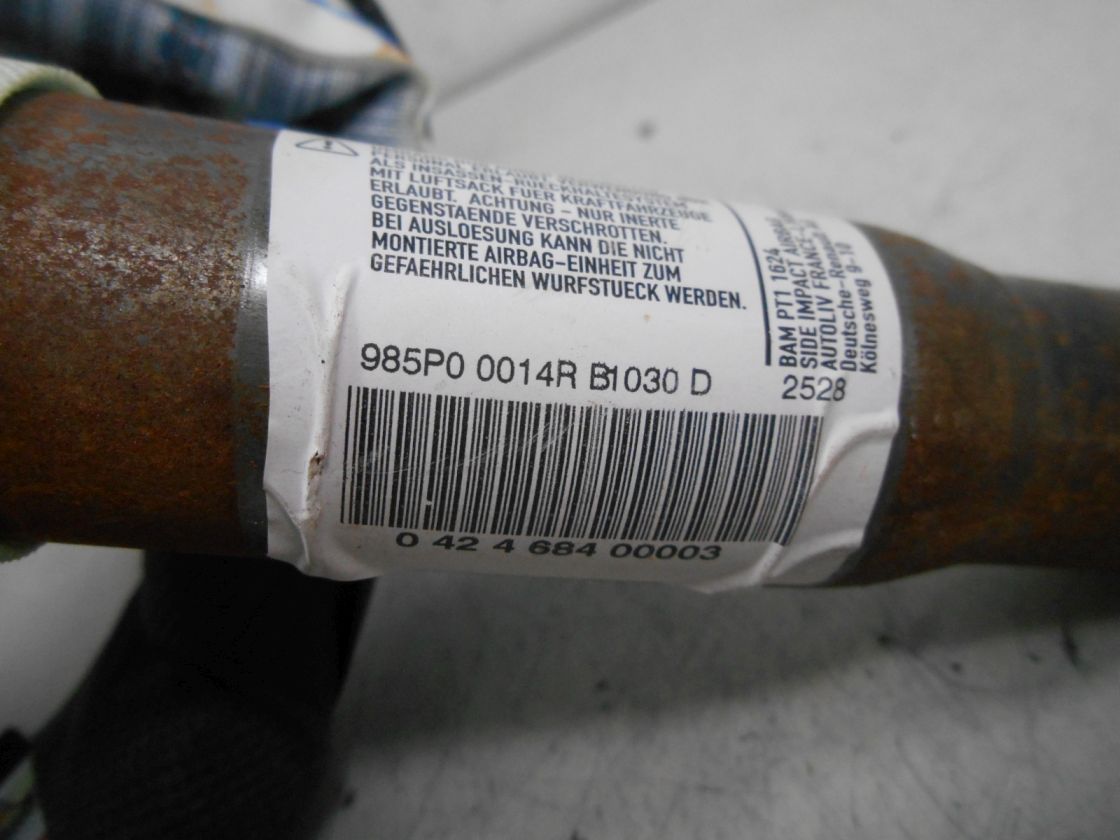 ALS INSASSEN-RUECKHALTESYSTEM
MIT LUFTSACK FUER KRAFTFAHRZEUGE
ERLAUBT. ACHTUNG - NUR INERTE
GEGENSTAENDE VERSCHROTTEN.
BEI AUSLOESUNG KANN DIE NICHT
MONTIERTE AIRBAG-EINHEIT ZUM
GEFAEHRLICHEN WURFSTUECK WERDEN.
BAM PT1 1624
SIDE IMPACT AIRBAG
AUTOLIV FRANCE
Deutsche
Kölnesweg 9-10
985P0 0014R B1030 D
2528
0 42 4 684 00003